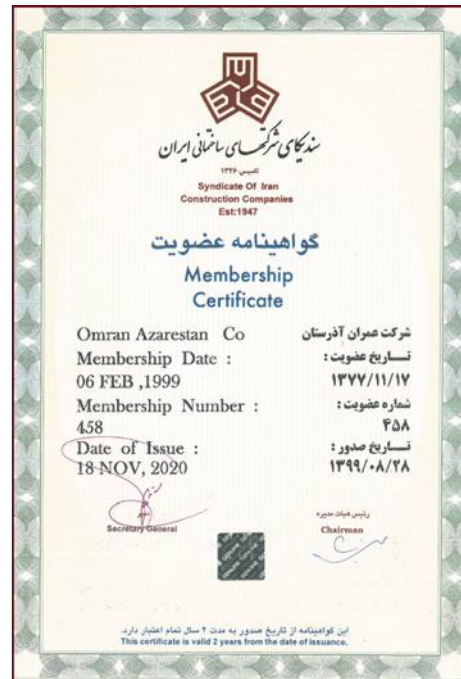 سندیکای شرکتهای ساختمانی ایران
تاسیس: ۱۳۲۶
Syndicate Of Iran
Construction Companies
Est:1947
گواهینامه عضویت
Membership
Certificate
Omran Azarestan Co
شرکت عمران آذرستان
Membership Date :
تـــاریخ عضویت :
06 FEB ,1999
۱۳۷۷/۱۱/۱۷
Membership Number :
شماره عضویت :
458
۴۵۸
Date of Issue :
تـــاریخ صدور :
18 NOV, 2020
۱۳۹۹/۰۸/۲۸
دبیر
Secretary General
رئیس هیات مدیره
Chairman
این گواهینامه از تاریخ صدور به مدت ۲ سال تمام اعتبار دارد.
This certificate is valid 2 years from the date of issuance.